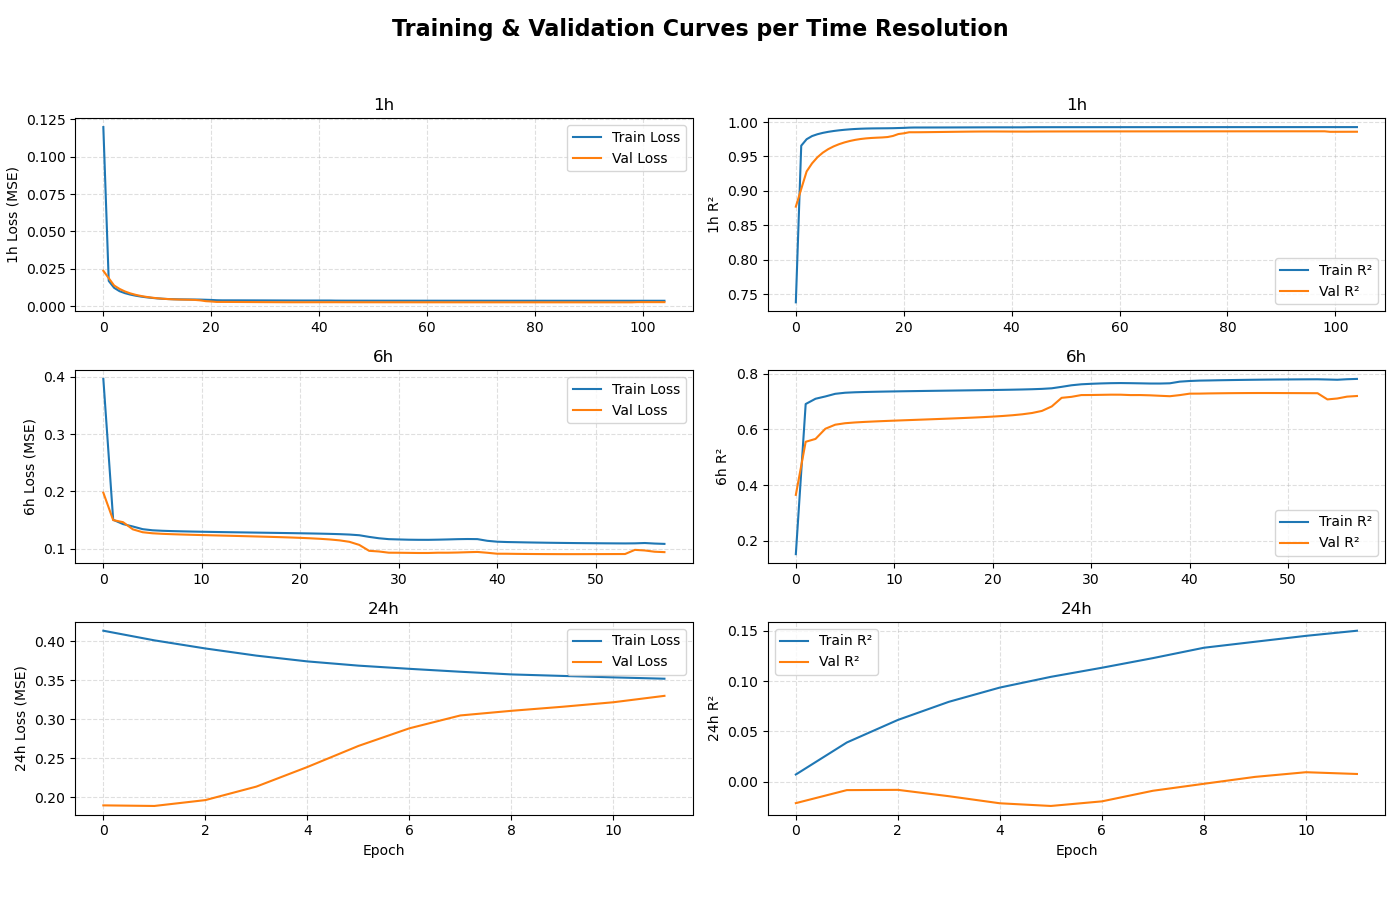 Training & Validation Curves per Time Resolution
1h
1h Loss (MSE)
0.125
0.100
0.075
0.050
0.025
0.000
0 20 40 60 80 100
Train Loss
Val Loss
1h
1h R²
1.00
0.95
0.90
0.85
0.80
0.75
0 20 40 60 80 100
Train R²
Val R²
6h
6h Loss (MSE)
0.4
0.3
0.2
0.1
0 10 20 30 40 50
Train Loss
Val Loss
6h
6h R²
0.8
0.6
0.4
0.2
0 10 20 30 40 50
Train R²
Val R²
24h
24h Loss (MSE)
0.40
0.35
0.30
0.25
0.20
0 2 4 6 8 10
Epoch
Train Loss
Val Loss
24h
24h R²
0.15
0.10
0.05
0.00
0 2 4 6 8 10
Epoch
Train R²
Val R²